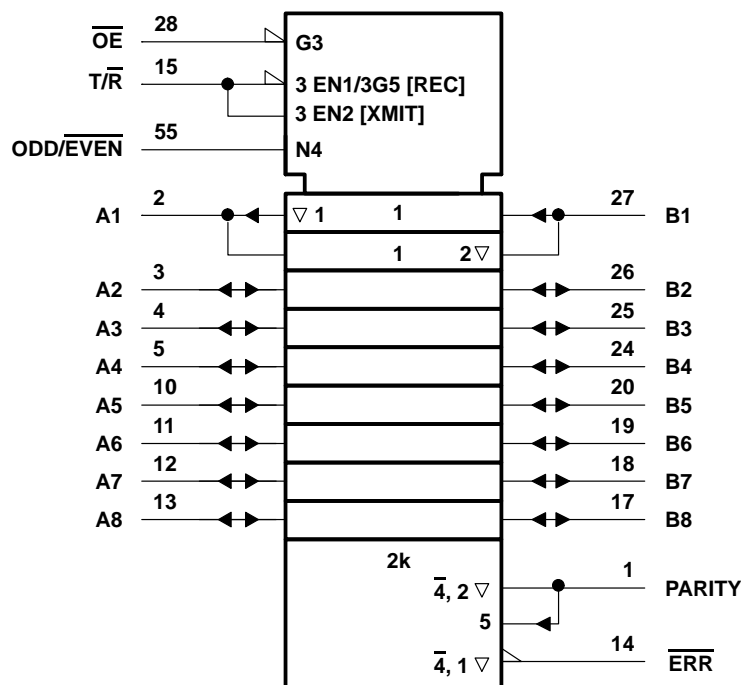 OE 28 G3
T/R 15 3 EN1/3G5 [REC]
3 EN2 [XMIT]
ODD/EVEN 55 N4
A1 2 ▽ 1 1 27 B1
1 2 ▽
A2 3 26 B2
A3 4 25 B3
A4 5 24 B4
A5 10 20 B5
A6 11 19 B6
A7 12 18 B7
A8 13 17 B8
2k
4, 2 ▽ 1 PARITY
5
4, 1 ▽ 14 ERR